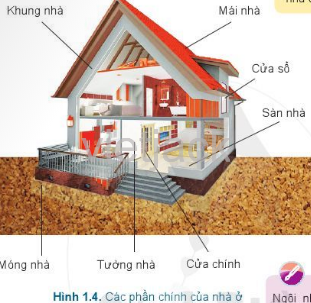 Khung nhà
Mái nhà
Cửa sổ
Sàn nhà
Móng nhà
Tường nhà
Cửa chính
Hình 1.4. Các phần chính của nhà ở
Ngôi